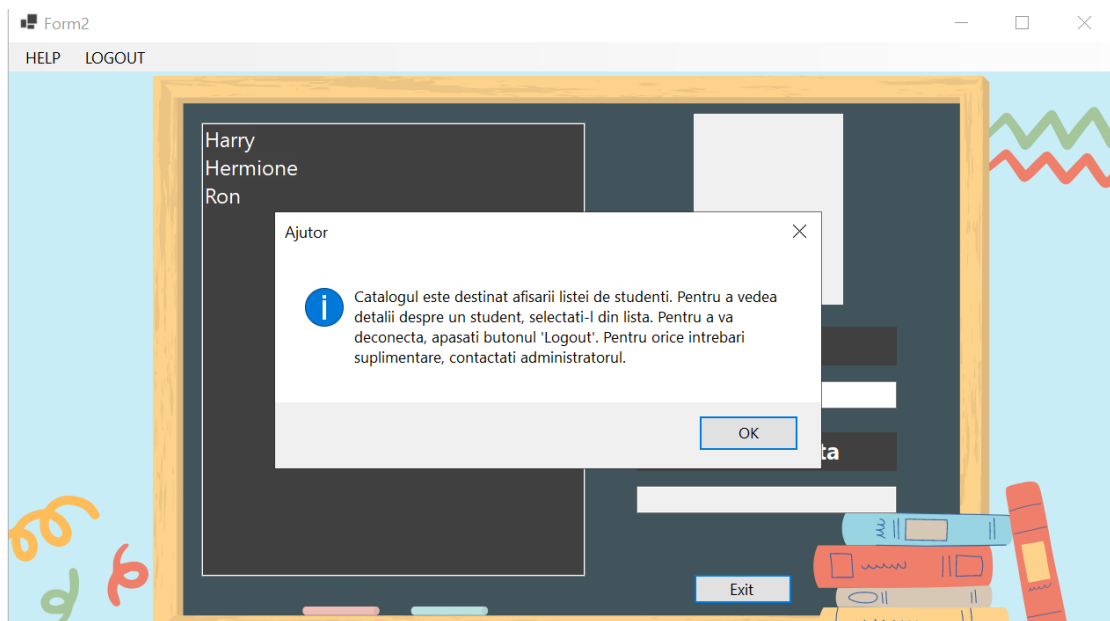 Form2
HELP LOGOUT
Harry
Hermione
Ron
Ajutor
Catalogul este destinat afisarii listei de studenti. Pentru a vedea
detalii despre un student, selectati-l din lista. Pentru a va
deconecta, apasati butonul 'Logout'. Pentru orice intrebari
suplimentare, contactati administratorul.
OK
Exit